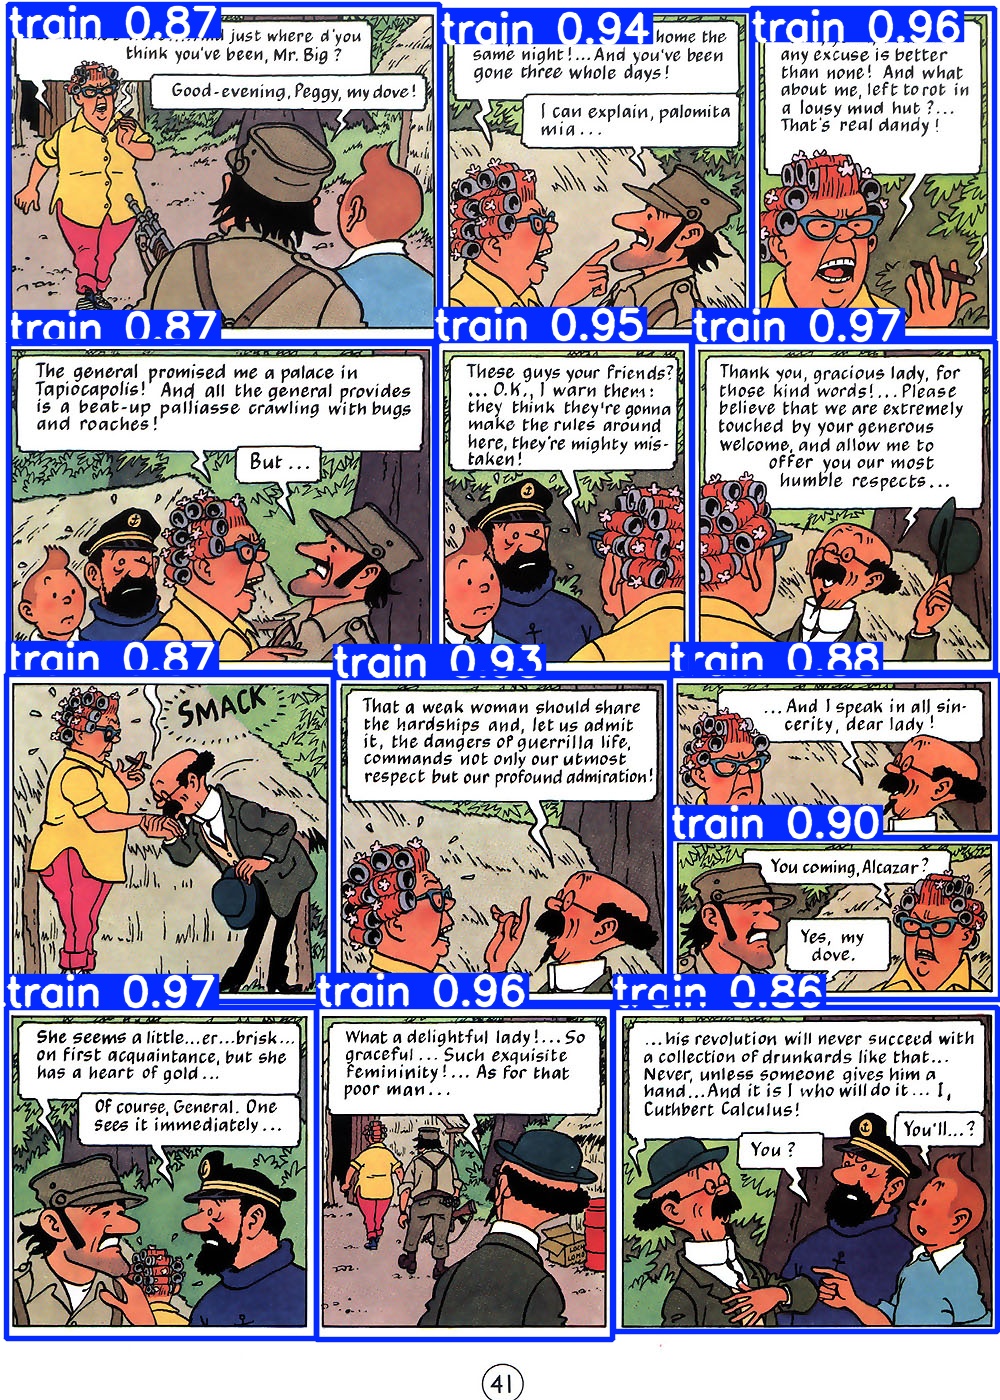 train 0.87
just where d'you
think you've been, Mr. Big?
Good-evening, Peggy, my dove!
train 0.94
home the
same night!... And you've been
gone three whole days!
I can explain, palomita
mia...
train 0.96
any excuse is better
than none! And what
about me, left to rot in
a lousy mud hut?...
That's real dandy!
train 0.87
The general promised me a palace in
Tapiocapolis! And all the general provides
is a beat-up palliasse crawling with bugs
and roaches!
But...
train 0.95
These guys your friends?
... O.K., I warn them:
they think they're gonna
make the rules around
here, they're mighty mis-
taken!
train 0.97
Thank you, gracious lady, for
those kind words!... Please
believe that we are extremely
touched by your generous
welcome, and allow me to
offer you our most
humble respects...
train 0.87
SMACK
train 0.93
That a weak woman should share
the hardships and, let us admit
it, the dangers of guerrilla life,
commands not only our utmost
respect but our profound admiration!
train 0.88
...And I speak in all sin-
cerity, dear lady!
train 0.90
You coming, Alcazar?
Yes, my
dove.
train 0.97
She seems a little...er...brisk...
on first acquaintance, but she
has a heart of gold...
Of course, General. One
sees it immediately...
train 0.96
What a delightful lady!... So
graceful... Such exquisite
femininity!... As for that
poor man...
LOCH
LOMOND
train 0.86
...his revolution will never succeed with
a collection of drunkards like that...
Never, unless someone gives him a
hand...And it is I who will do it... I,
Cuthbert Calculus!
You?
You'll...?
41